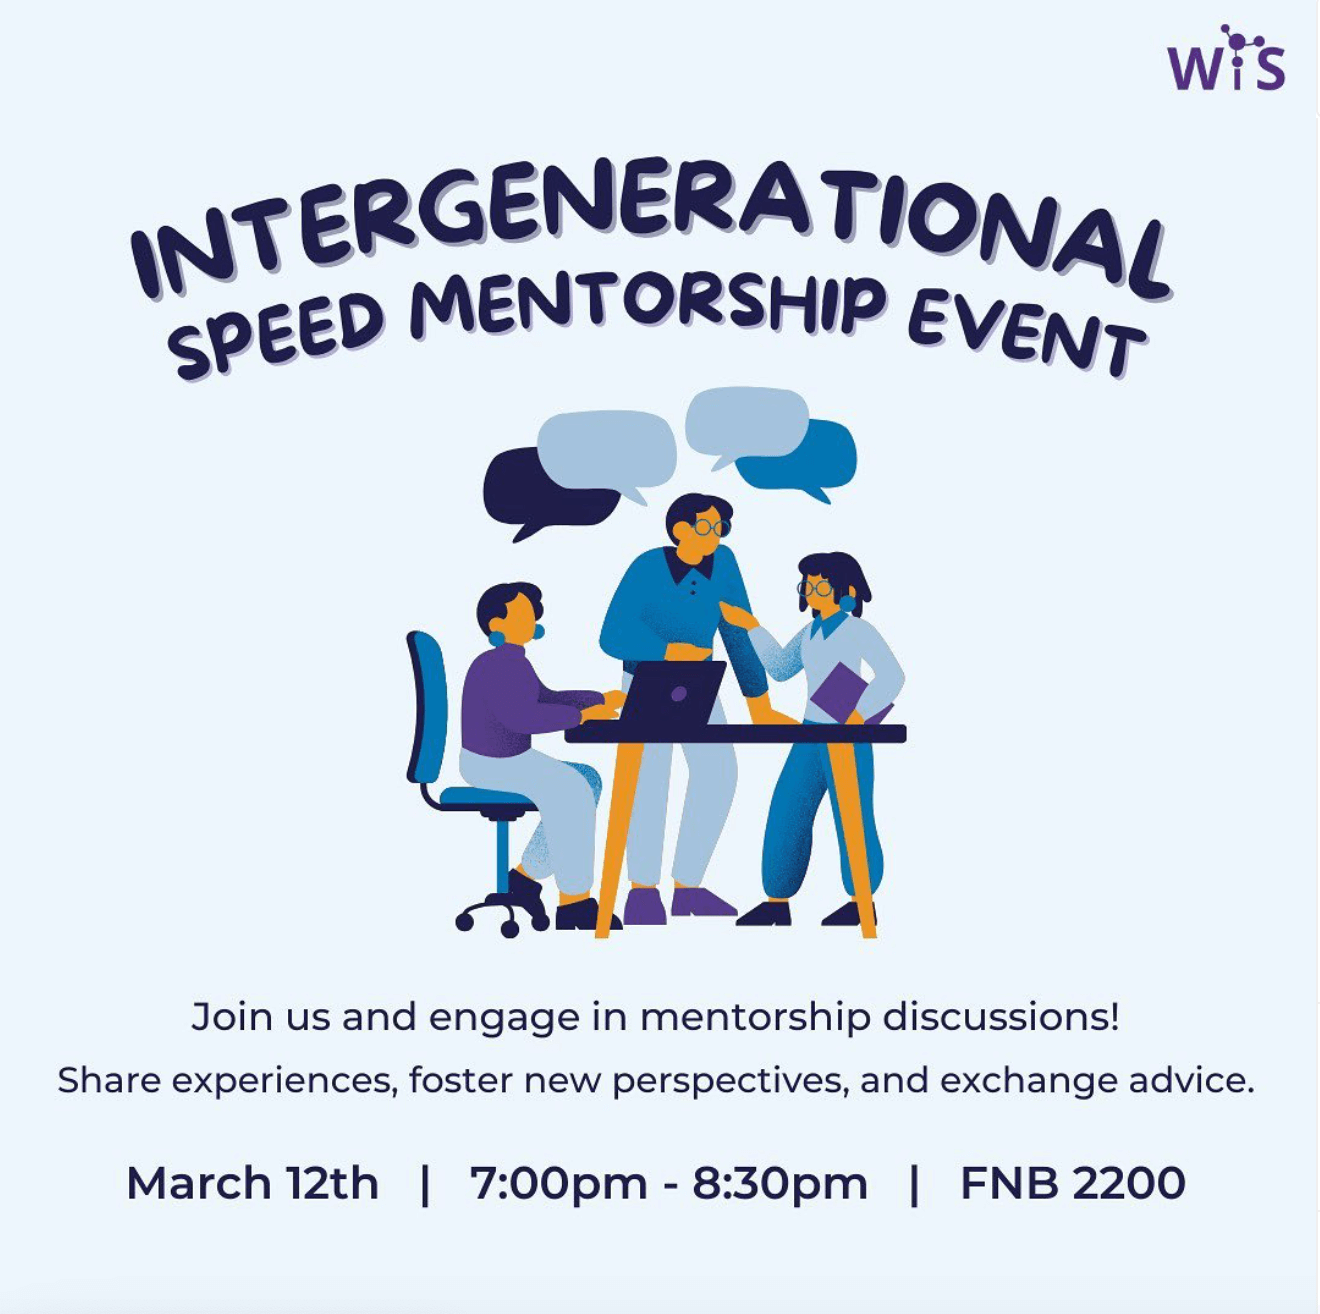 WiS
INTERGENERATIONAL
SPEED MENTORSHIP EVENT
Join us and engage in mentorship discussions!
Share experiences, foster new perspectives, and exchange advice.
March 12th | 7:00pm - 8:30pm | FNB 2200